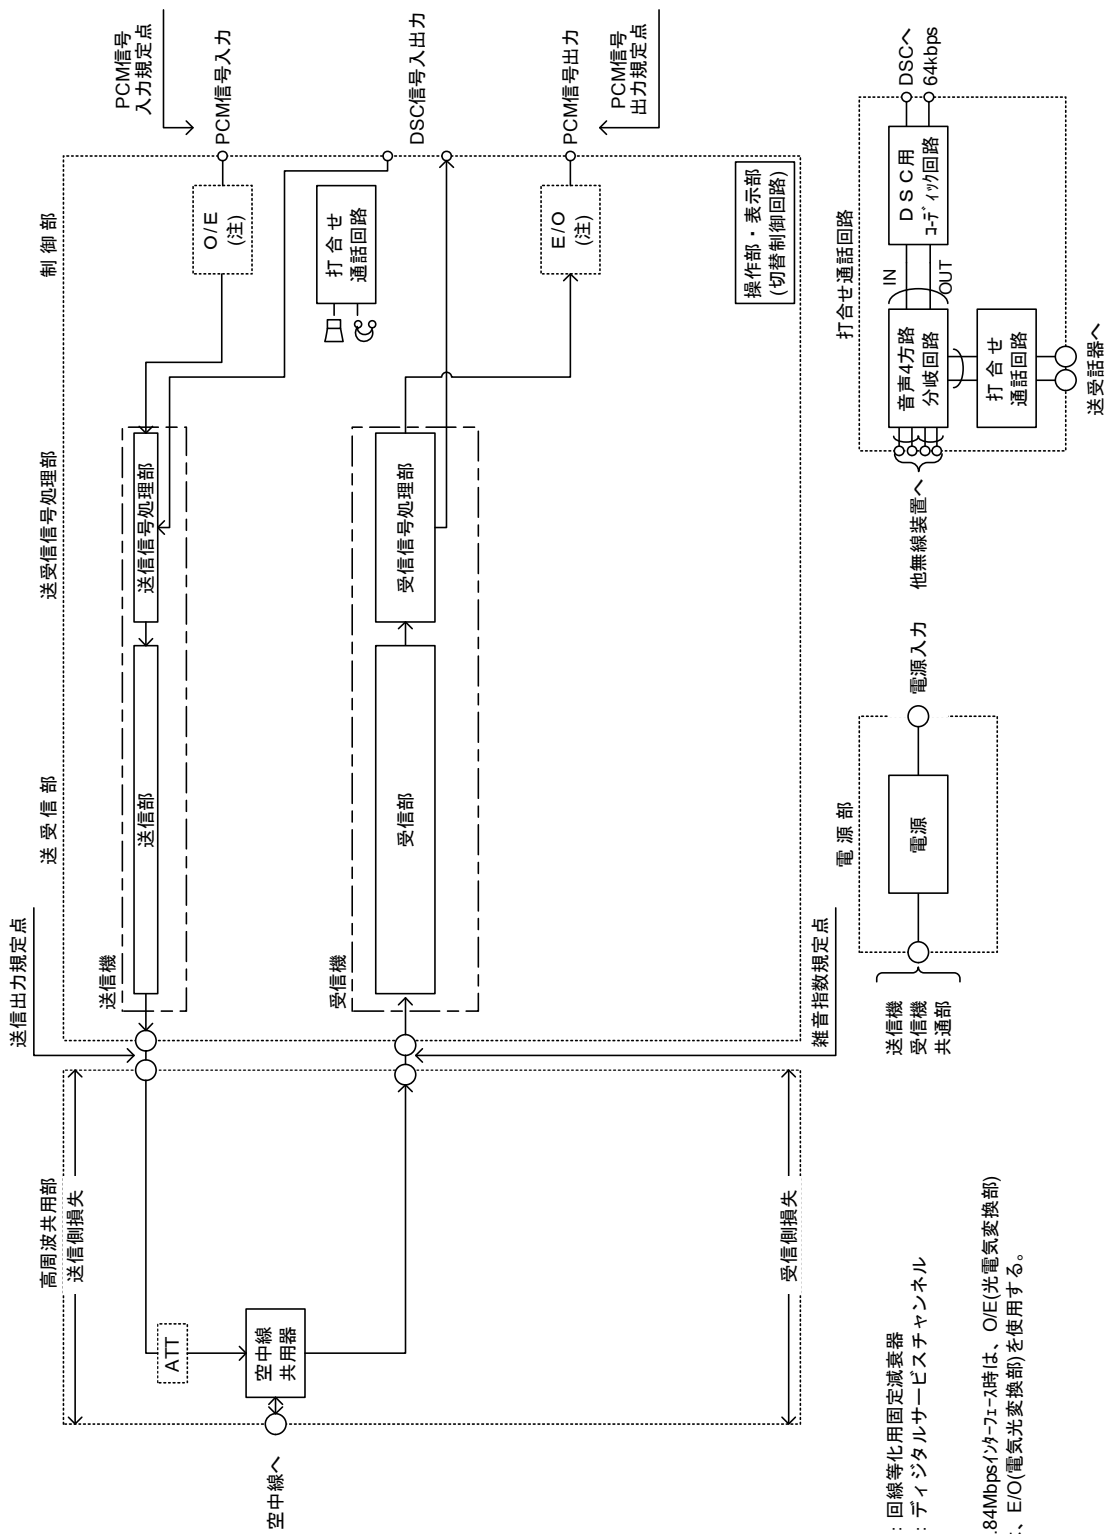 高周波共用部
送信側損失
空中線へ
ATT
空中線
共用器
受信側損失
送信出力規定点
雑音指数規定点
送受信部
送信機
送信部
受信機
受信部
送受信信号処理部
送信信号処理部
受信信号処理部
制御部
O/E
(注)
打合せ
通話回路
E/O
(注)
操作部・表示部
(切替制御回路)
PCM信号
入力規定点
PCM信号入力
DSC信号入出力
PCM信号出力
PCM信号
出力規定点
:回線等化用固定減衰器
:ディジタルサービスチャンネル
.84Mbpsインターフェース時は、O/E(光電気変換部)
、E/O(電気光変換部)を使用する。
電源部
送信機
受信機
共通部
電源
電源入力
打合せ通話回路
他無線装置へ
音声4方路
分岐回路
IN
OUT
DSC用
コーディック回路
DSCへ
64kbps
打合せ
通話回路
送受話器へ